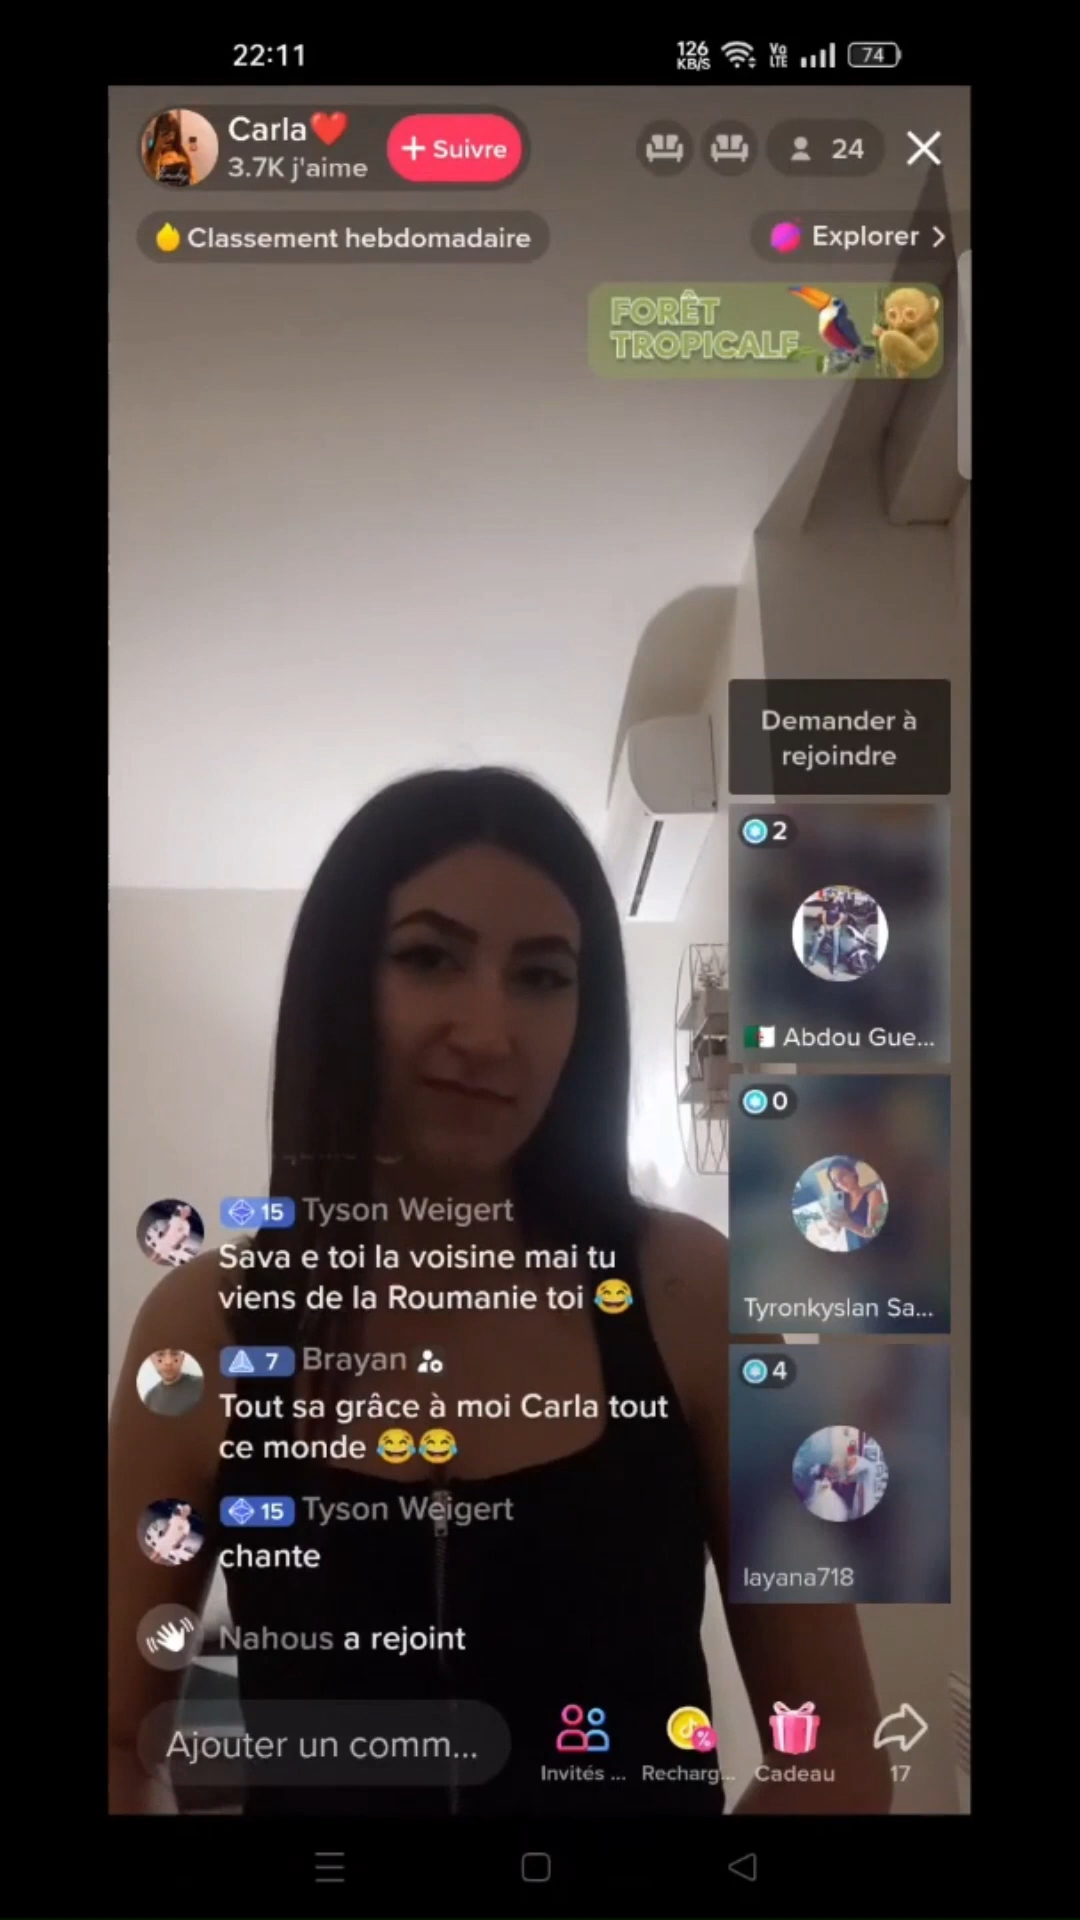 22:11
126
KB/S
Vo
LTE
74
Carla❤️
3.7K j'aime
+ Suivre
24
Classement hebdomadaire
Explorer >
FORÊT
TROPICALE
Demander à
rejoindre
2
Abdou Gue...
0
Tyronkyslan Sa...
4
layana718
15 Tyson Weigert
Sava e toi la voisine mai tu
viens de la Roumanie toi 😂
7 Brayan
Tout sa grâce à moi Carla tout
ce monde 😂😂
15 Tyson Weigert
chante
Nahous a rejoint
Ajouter un comm...
Invités ...
Recharg...
Cadeau
17